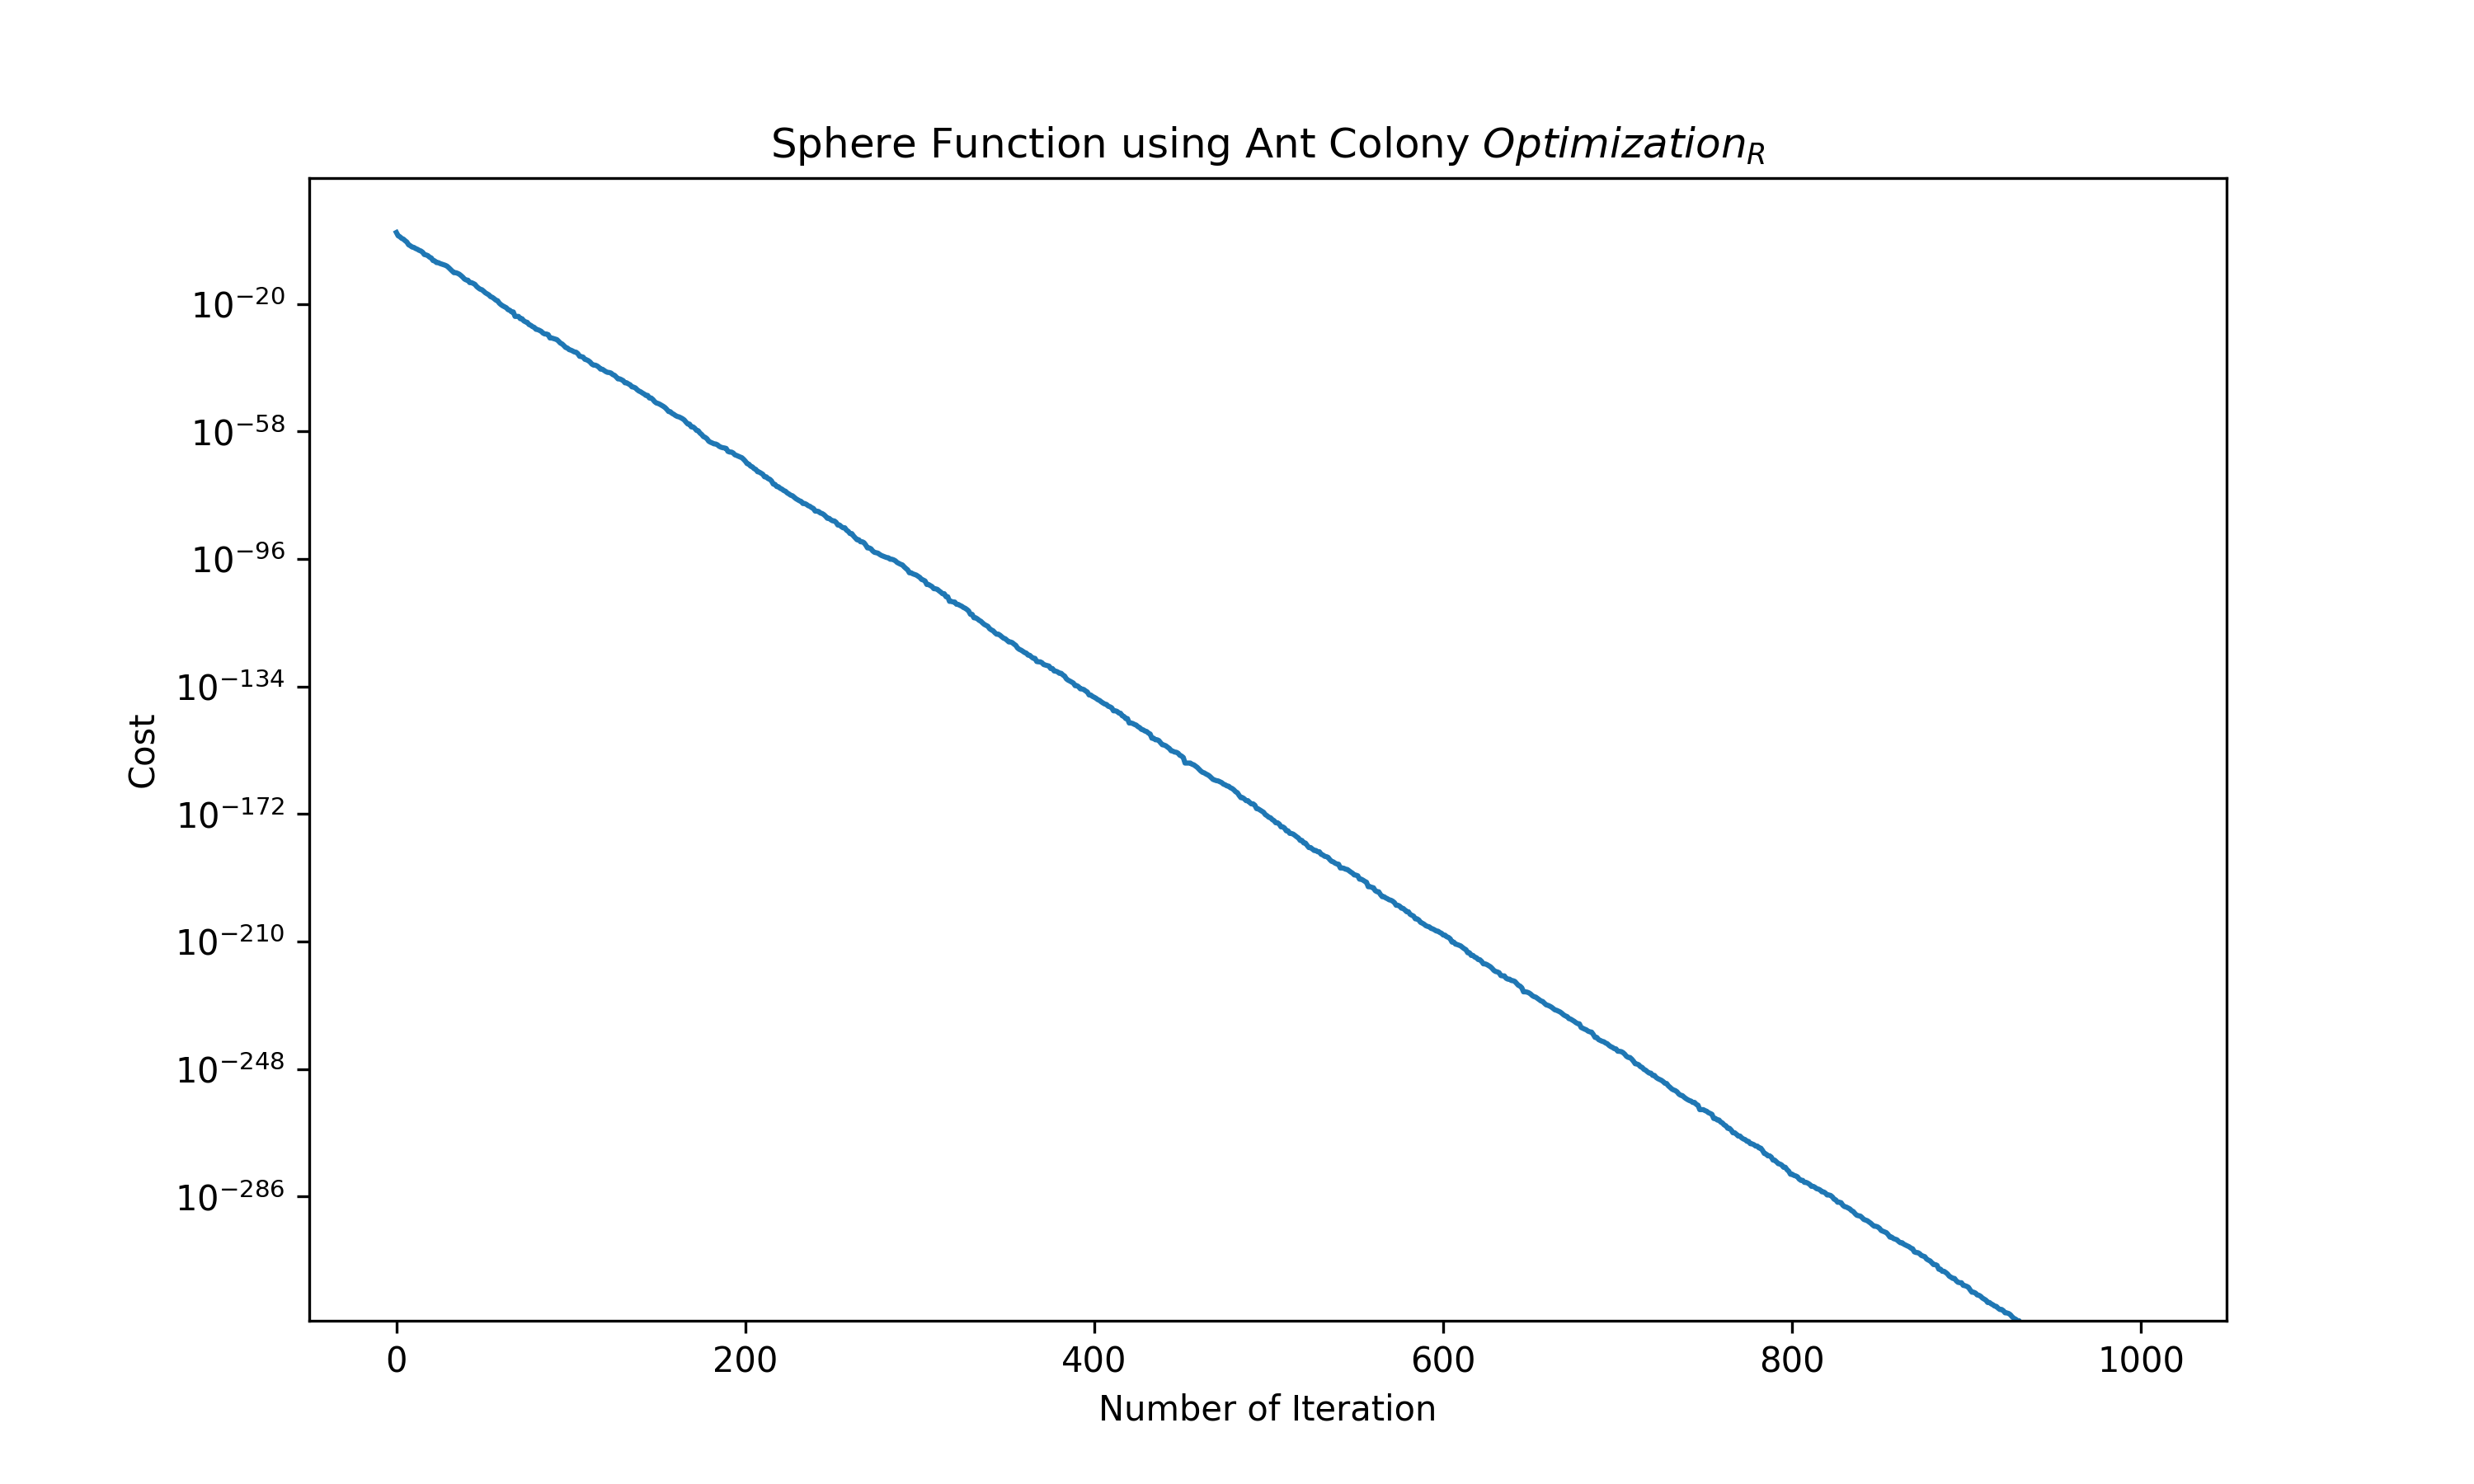 Sphere Function using Ant Colony Optimization_R
10^−20
10^−58
10^−96
10^−134
10^−172
10^−210
10^−248
10^−286
Cost
0 200 400 600 800 1000
Number of Iteration